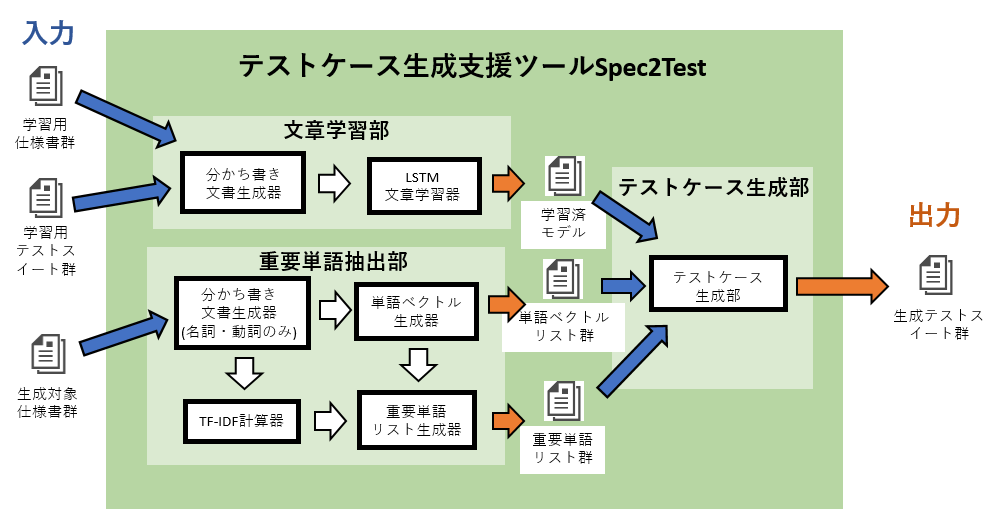 入力
テストケース生成支援ツールSpec2Test
学習用
仕様書群
文章学習部
分かち書き
文書生成器
LSTM
文章学習器
学習用
テストス
イート群
学習済
モデル
テストケース生成部
出力
重要単語抽出部
分かち書き
文書生成器
(名詞・動詞のみ)
単語ベクトル
生成器
単語ベクトル
リスト群
テストケース
生成部
生成テストス
イート群
生成対象
仕様書群
TF-IDF計算器
重要単語
リスト生成器
重要単語
リスト群